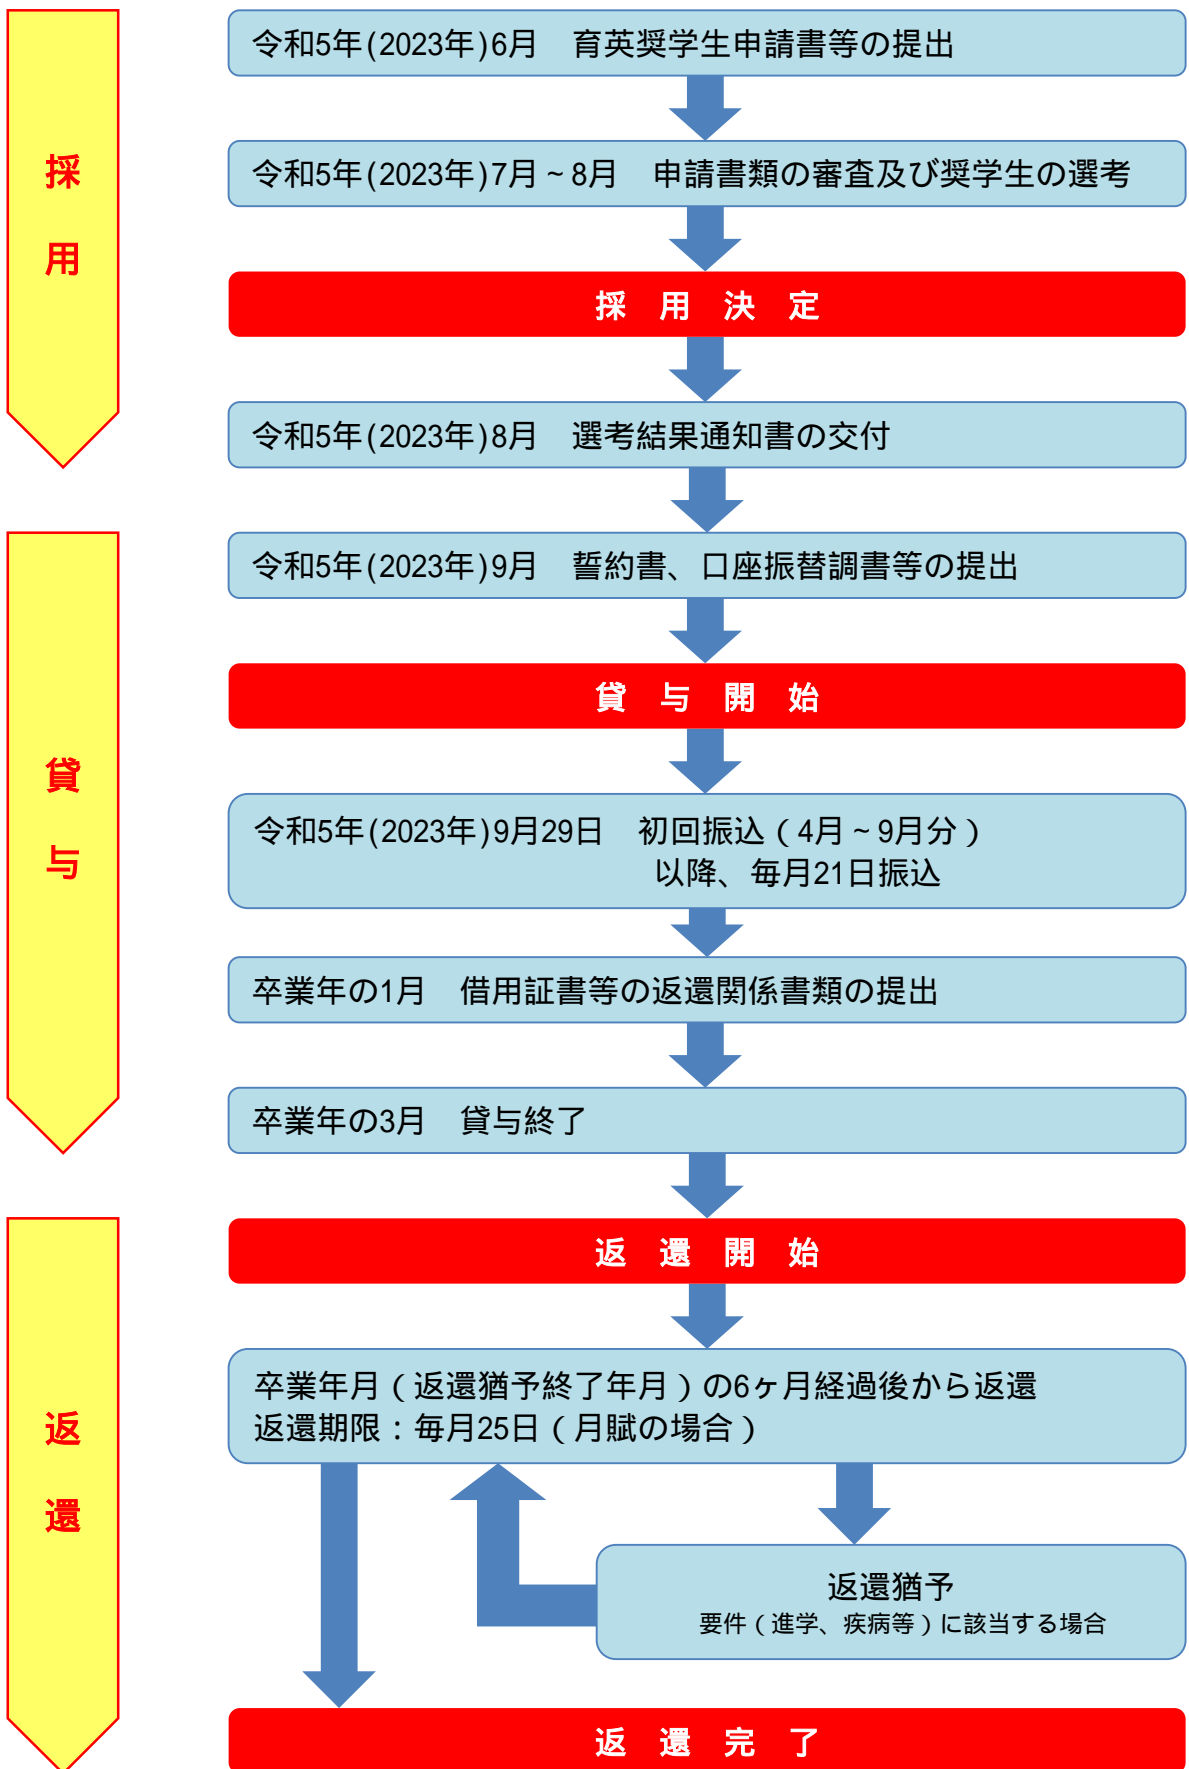 採用
令和5年(2023年)6月　育英奨学生申請書等の提出
令和5年(2023年)7月~8月　申請書類の審査及び奨学生の選考
採　用　決　定
令和5年(2023年)8月　選考結果通知書の交付
貸与
令和5年(2023年)9月　誓約書、口座振替調書等の提出
貸　与　開　始
令和5年(2023年)9月29日　初回振込（4月~9月分）
以降、毎月21日振込
卒業年の1月　借用証書等の返還関係書類の提出
卒業年の3月　貸与終了
返還
返　還　開　始
卒業年月（返還猶予終了年月）の6ヶ月経過後から返還
返還期限：毎月25日（月賦の場合）
返還猶予
要件（進学、疾病等）に該当する場合
返　還　完　了